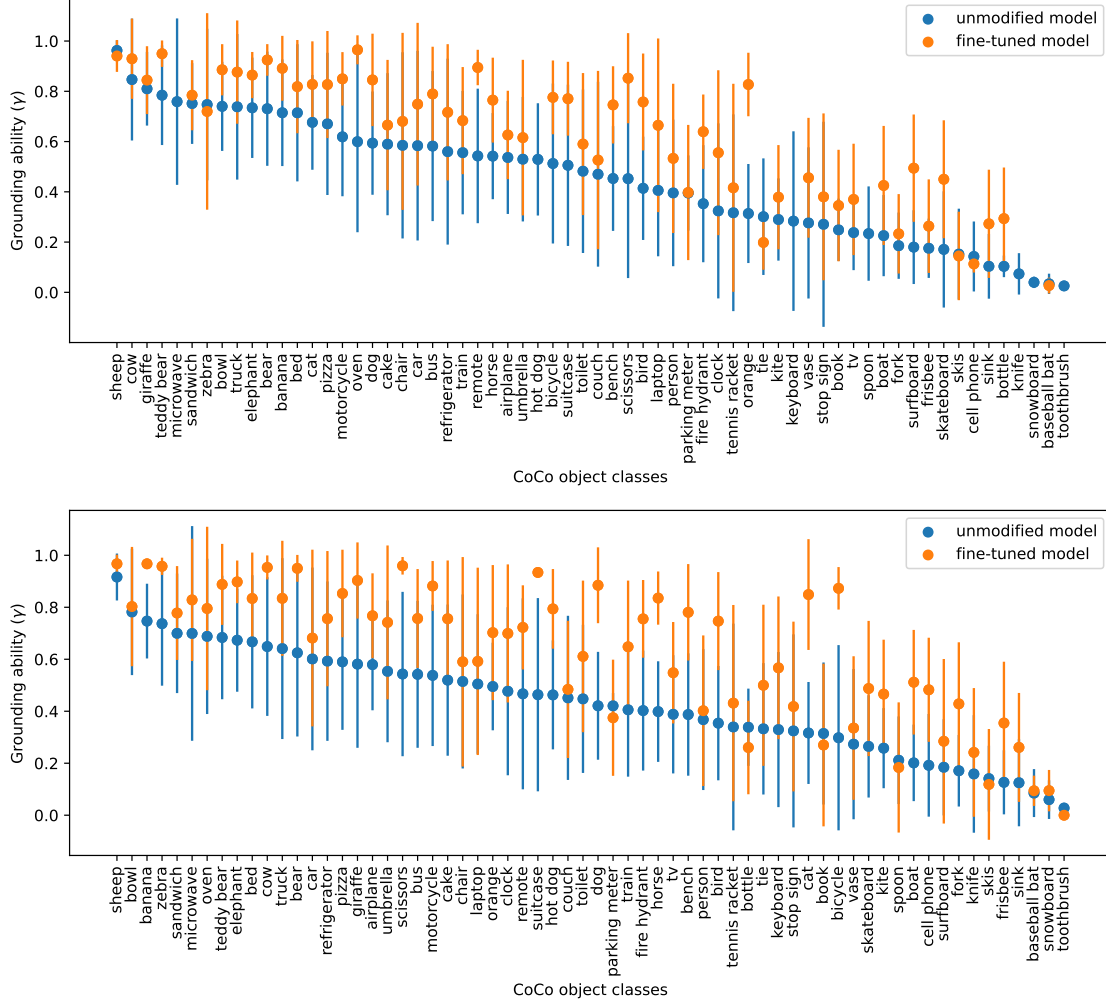 unmodified model
fine-tuned model
Grounding ability (γ)
1.0
0.8
0.6
0.4
0.2
0.0
sheep
cow
giraffe
teddy bear
microwave
sandwich
zebra
bowl
truck
elephant
bear
banana
bed
cat
pizza
motorcycle
oven
dog
cake
chair
car
bus
refrigerator
train
remote
horse
airplane
umbrella
hot dog
bicycle
suitcase
toilet
couch
bench
scissors
bird
laptop
person
parking meter
fire hydrant
clock
tennis racket
orange
tie
kite
keyboard
vase
stop sign
book
tv
spoon
boat
fork
surfboard
frisbee
skateboard
skis
cell phone
sink
bottle
knife
snowboard
baseball bat
toothbrush
CoCo object classes
unmodified model
fine-tuned model
Grounding ability (γ)
1.0
0.8
0.6
0.4
0.2
0.0
sheep
bowl
banana
zebra
sandwich
microwave
oven
teddy bear
elephant
bed
cow
truck
bear
car
refrigerator
pizza
giraffe
airplane
umbrella
scissors
bus
motorcycle
cake
chair
laptop
orange
clock
remote
suitcase
hot dog
couch
toilet
dog
parking meter
train
fire hydrant
horse
tv
bench
person
bird
tennis racket
bottle
tie
keyboard
stop sign
cat
book
bicycle
vase
skateboard
kite
spoon
boat
cell phone
surfboard
fork
knife
skis
frisbee
sink
baseball bat
snowboard
toothbrush
CoCo object classes